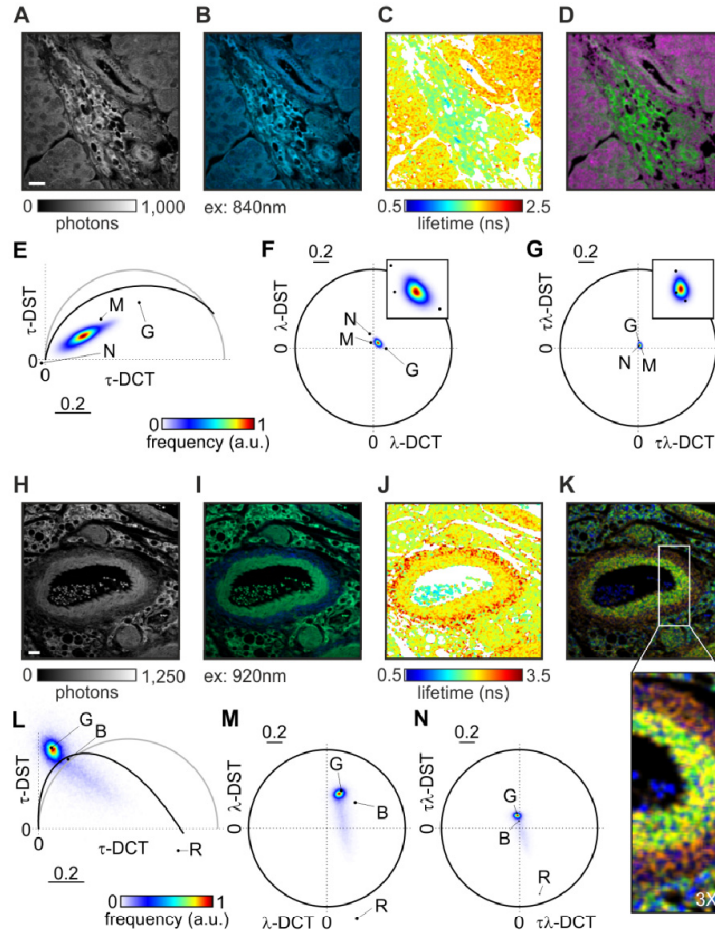 A B C D
0 1,000
photons
ex: 840nm
0.5 2.5
lifetime (ns)
E
τ-DST
0
0
τ-DCT
0.2
M
G
N
0 1
frequency (a.u.)
F
0.2
λ-DST
0
N
M
G
0 λ-DCT
G
0.2
τλ-DST
0
G
N
M
0 τλ-DCT
H I J K
0 1,250
photons
ex: 920nm
0.5 3.5
lifetime (ns)
L
τ-DST
0
0
τ-DCT
0.2
G
B
R
0 1
frequency (a.u.)
M
0.2
λ-DST
0
G
B
R
λ-DCT 0
N
0.2
τλ-DST
0
G
B
R
0 τλ-DCT
3X